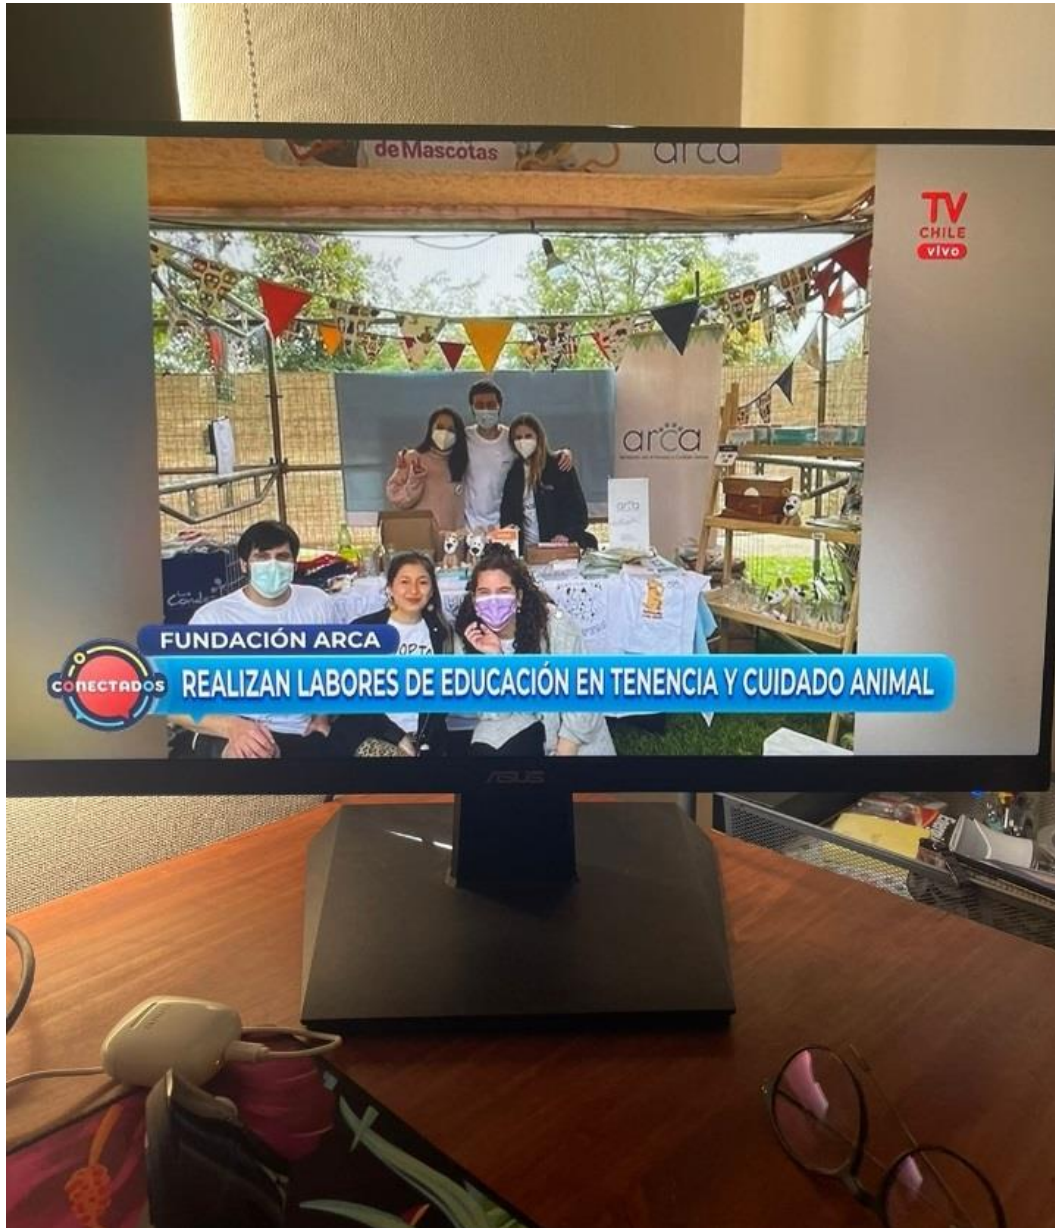 de Mascotas
arca
TV
CHILE
vivo
arca
arca
FUNDACIÓN ARCA
CONECTADOS
REALIZAN LABORES DE EDUCACIÓN EN TENENCIA Y CUIDADO ANIMAL
ASUS